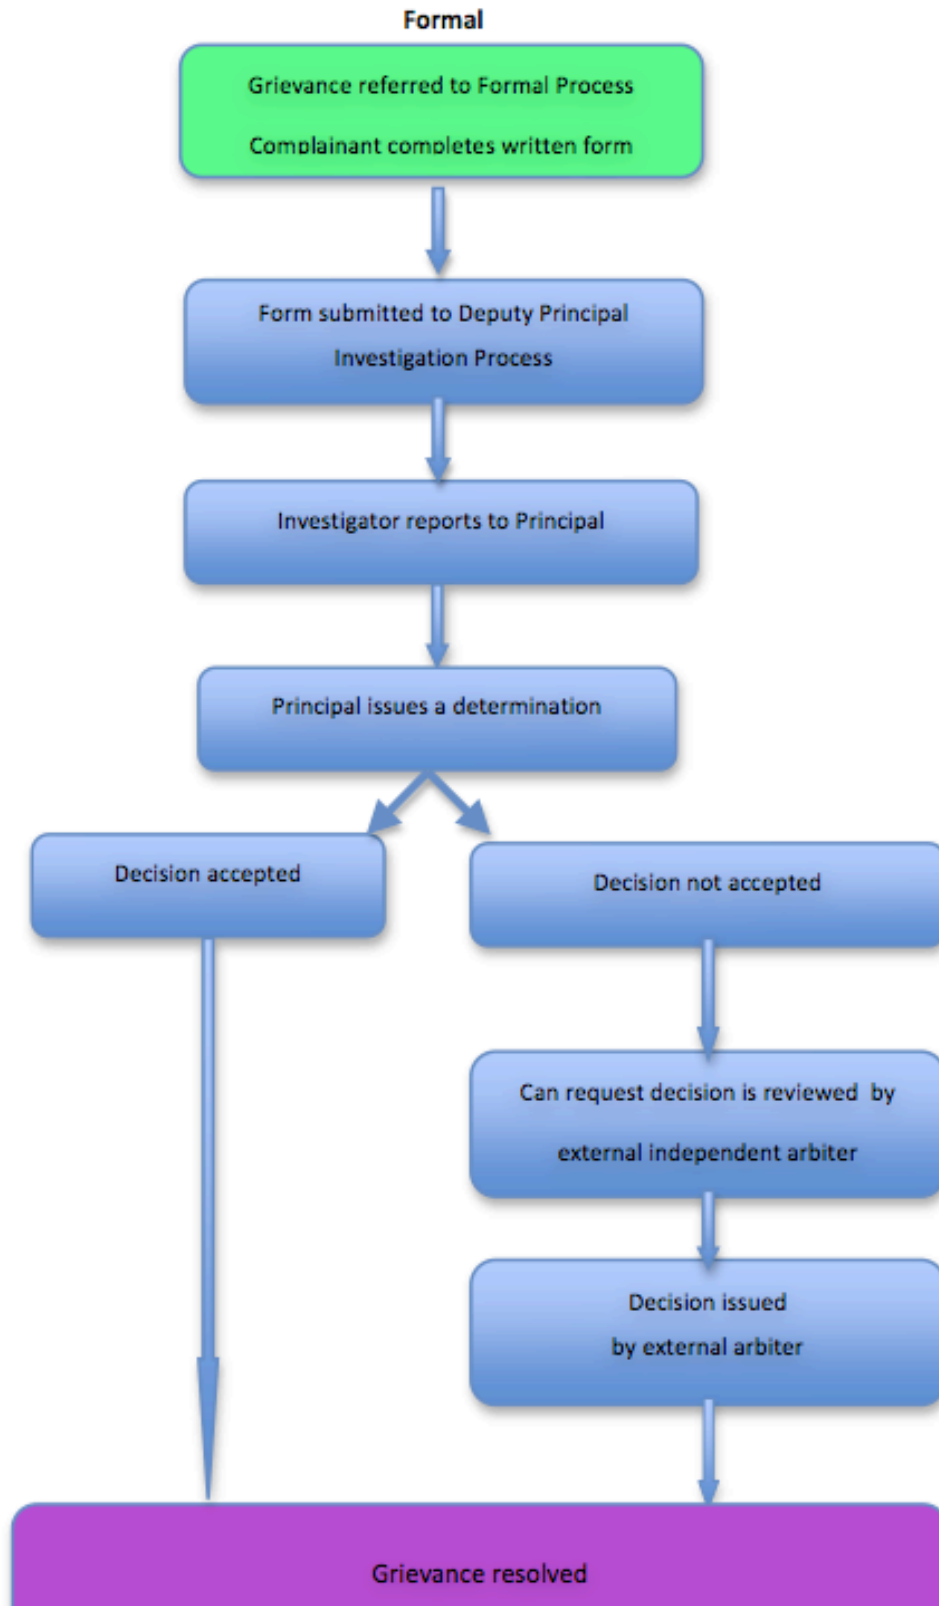 Formal
Grievance referred to Formal Process
Complainant completes written form
Form submitted to Deputy Principal
Investigation Process
Investigator reports to Principal
Principal issues a determination
Decision accepted
Decision not accepted
Can request decision is reviewed by
external independent arbiter
Decision issued
by external arbiter
Grievance resolved